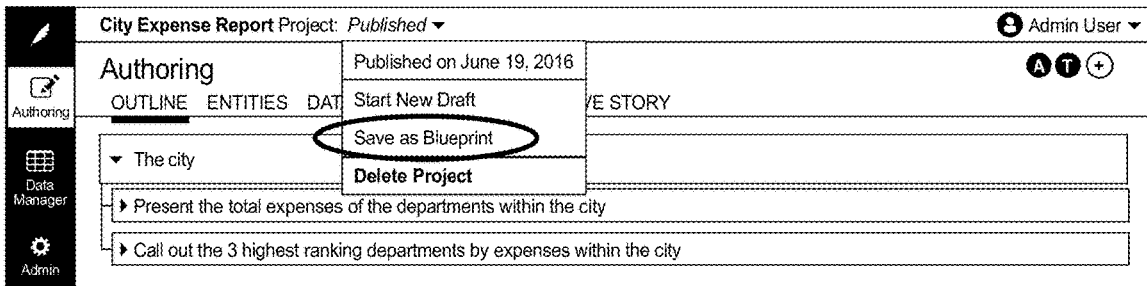 City Expense Report Project: Published ▾
Admin User ▾
Authoring
A T +
Published on June 19, 2016
Authoring
OUTLINE ENTITIES DAT
VE STORY
Start New Draft
Save as Blueprint
Delete Project
▾ The city
Data
Manager
▸ Present the total expenses of the departments within the city
▸ Call out the 3 highest ranking departments by expenses within the city
Admin